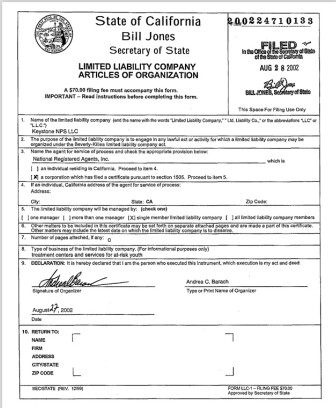 State of California
Bill Jones
Secretary of State
200224710133
FILED
In the Office of the Secretary of State
of the State of California
AUG 28 2002
BILL JONES, Secretary of State
LIMITED LIABILITY COMPANY
ARTICLES OF ORGANIZATION
A $70.00 filing fee must accompany this form.
IMPORTANT – Read instructions before completing this form.
This Space For Filing Use Only
1. Name of the limited liability company (end the name with the words "Limited Liability Company," "Ltd. Liability Co.," or the abbreviations "LLC" or
"L.L.C.")
Keystone NPS LLC
2. The purpose of the limited liability company is to engage in any lawful act or activity for which a limited liability company may be
organized under the Beverly-Killea limited liability company act.
3. Name the agent for service of process and check the appropriate provision below:
National Registered Agents, Inc. which is
[ ] an individual residing in California. Proceed to item 4.
[X] a corporation which has filed a certificate pursuant to section 1505. Proceed to item 5.
4. If an individual, California address of the agent for service of process:
Address:
City: State: CA Zip Code:
5. The limited liability company will be managed by: (check one)
[ ] one manager [ ] more than one manager [X] single member limited liability company [ ] all limited liability company members
6. Other matters to be included in this certificate may be set forth on separate attached pages and are made a part of this certificate.
Other matters may include the latest date on which the limited liability company is to dissolve.
7. Number of pages attached, if any: 0
8. Type of business of the limited liability company. (For informational purposes only)
treatment centers and services for at-risk youth
9. DECLARATION: It is hereby declared that I am the person who executed this instrument, which execution is my act and deed
Signature of Organizer
Andrea C. Barach
Type or Print Name of Organizer
August 27, 2002
Date
10. RETURN TO:
NAME
FIRM
ADDRESS
CITY/STATE
ZIP CODE
SEC/STATE (REV. 12/99)
FORM LLC-1 – FILING FEE $70.00
Approved by Secretary of State